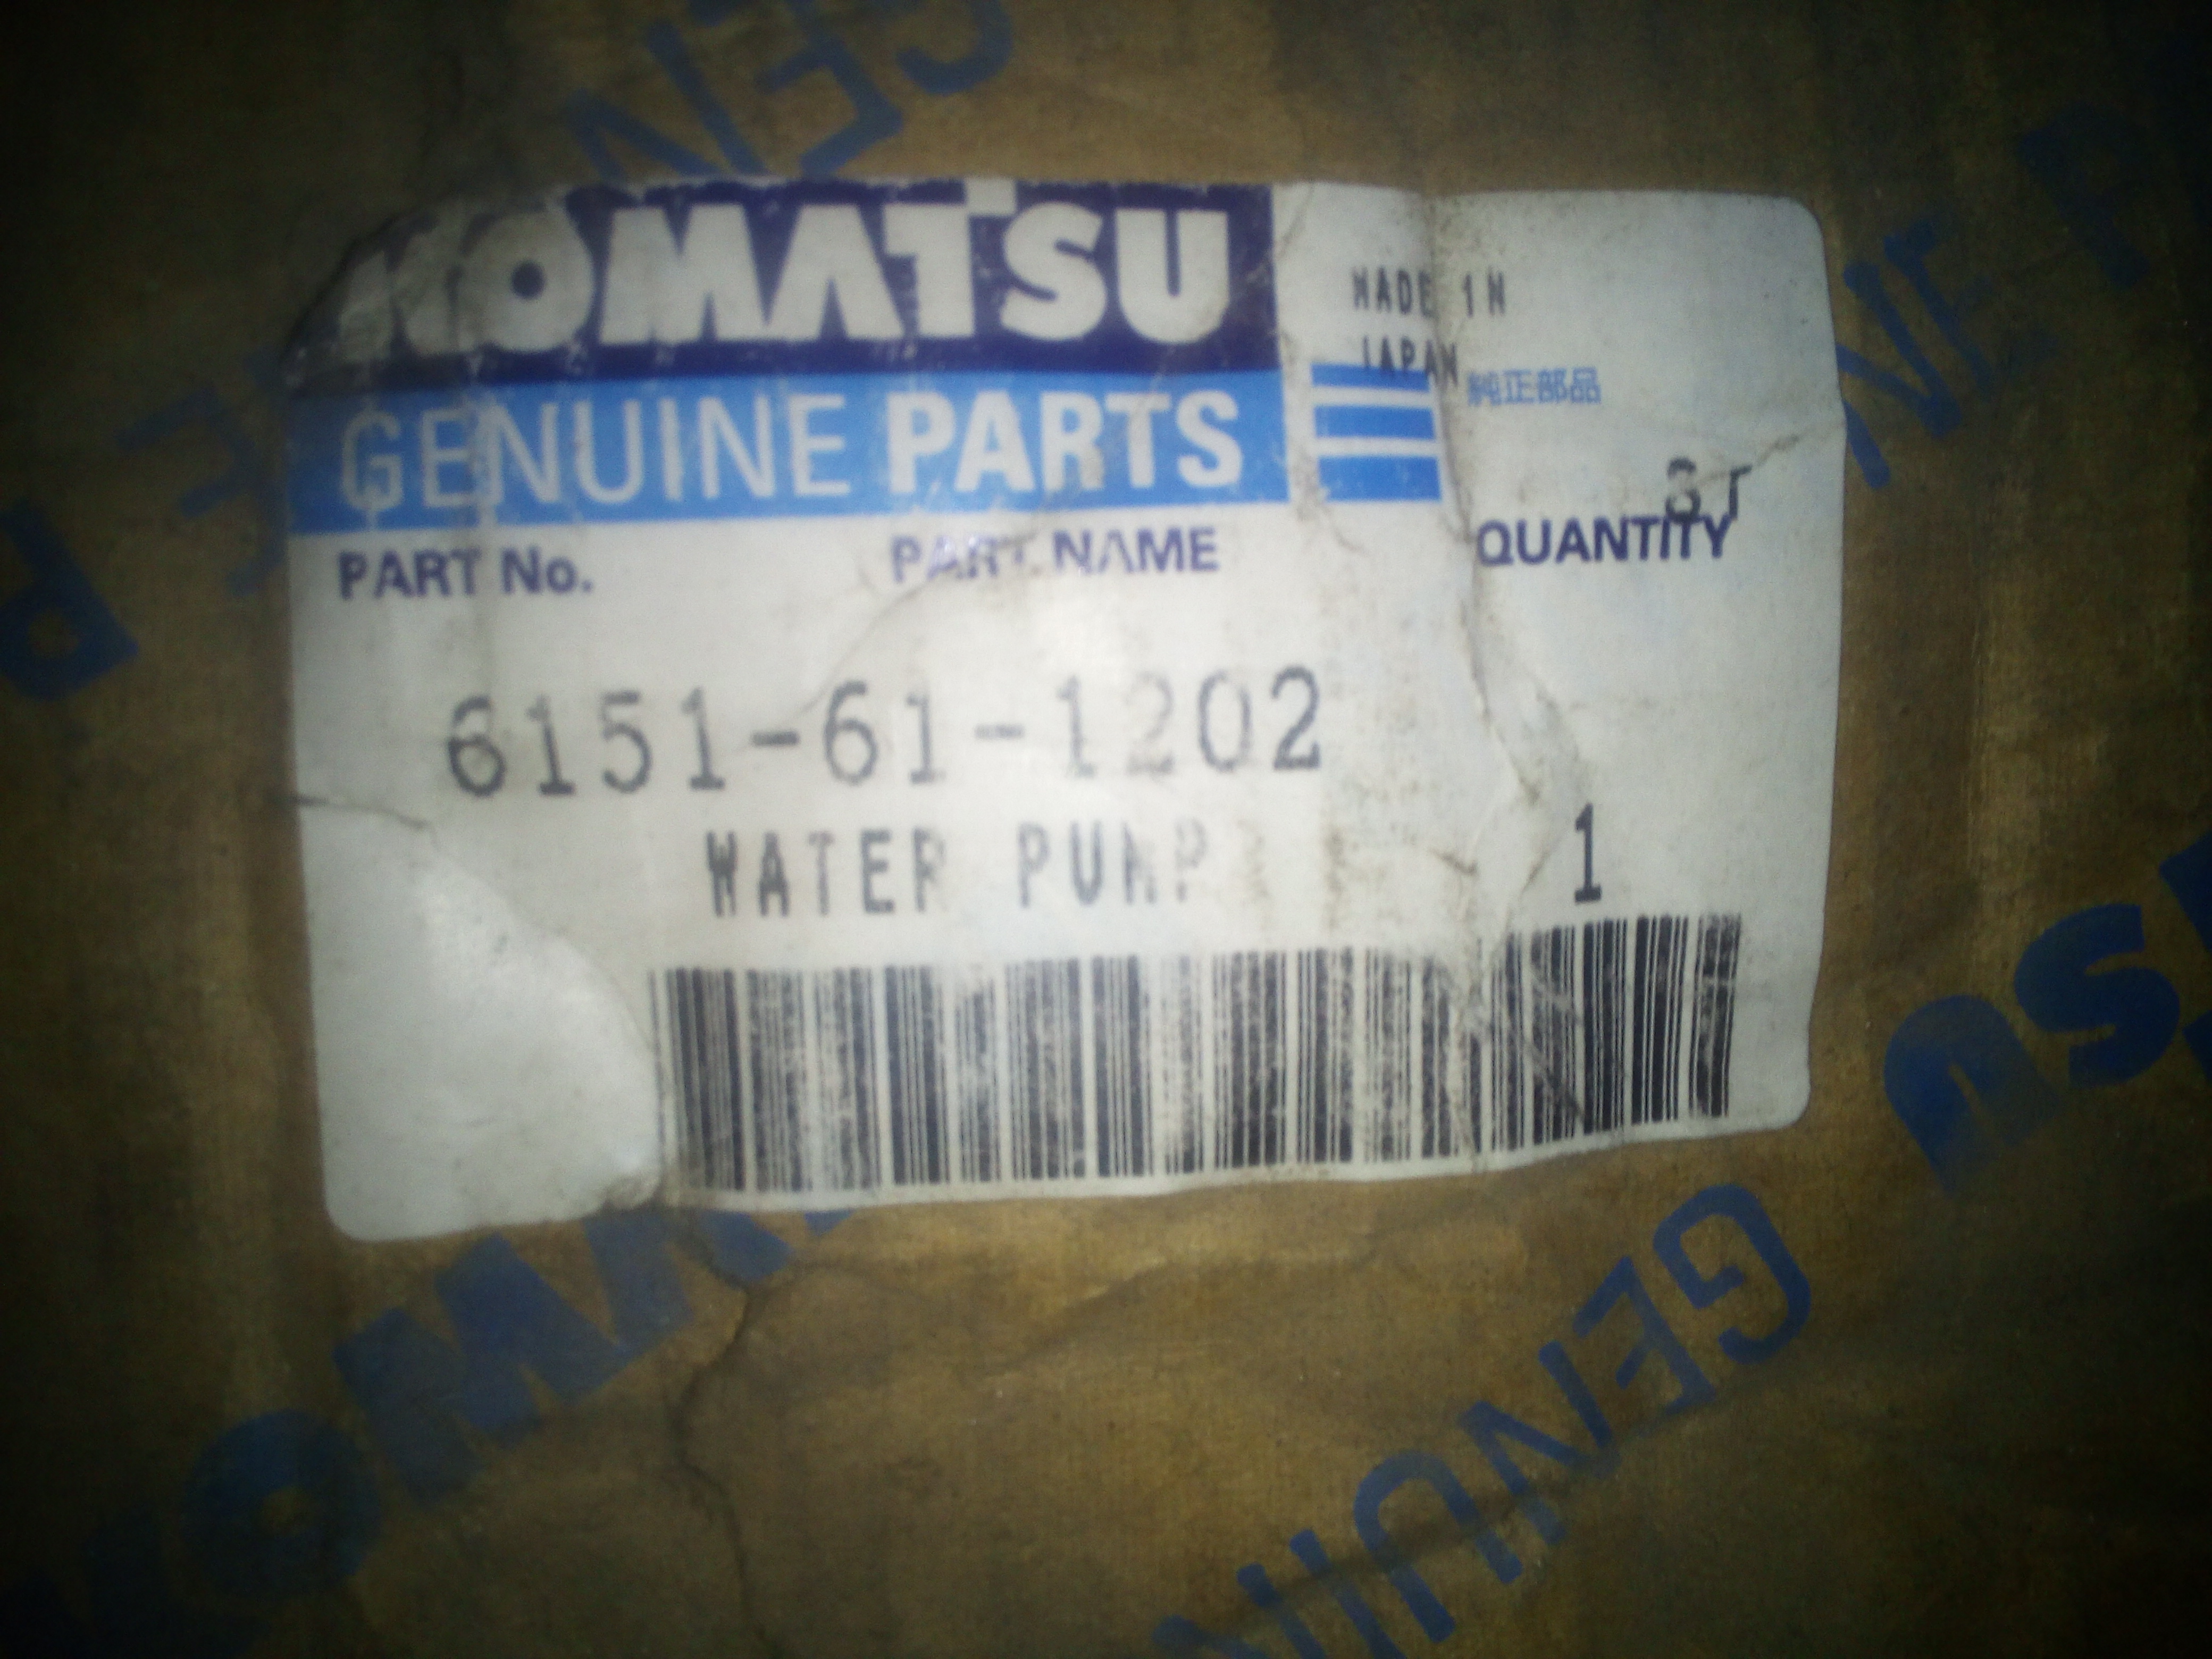 KOMATSU
MADE IN
JAPAN
純正部品
GENUINE PARTS
PART No.
PART NAME
QUANTITY
6151-61-1202
WATER PUMP
1
GENUIN